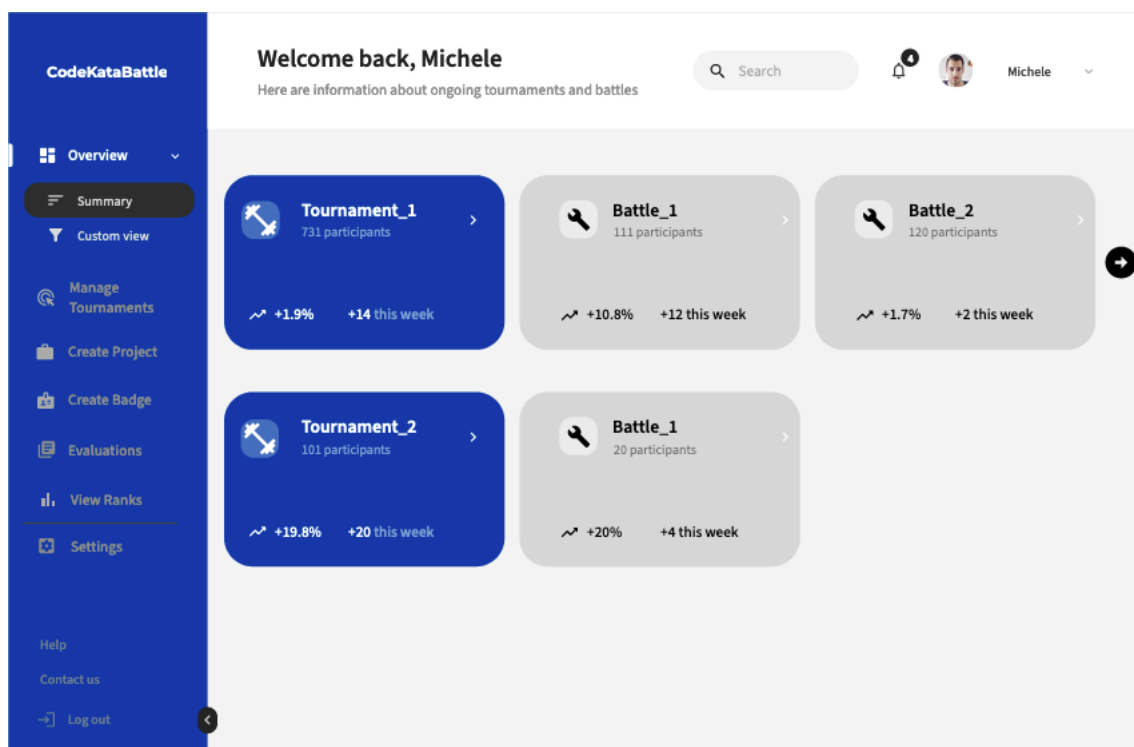 CodeKataBattle
Overview
Summary
Custom view
Manage
Tournaments
Create Project
Create Badge
Evaluations
View Ranks
Settings
Help
Contact us
Log out
Welcome back, Michele
Here are information about ongoing tournaments and battles
Search
4
Michele
Tournament_1
731 participants
+1.9% +14 this week
Battle_1
111 participants
+10.8% +12 this week
Battle_2
120 participants
+1.7% +2 this week
Tournament_2
101 participants
+19.8% +20 this week
Battle_1
20 participants
+20% +4 this week